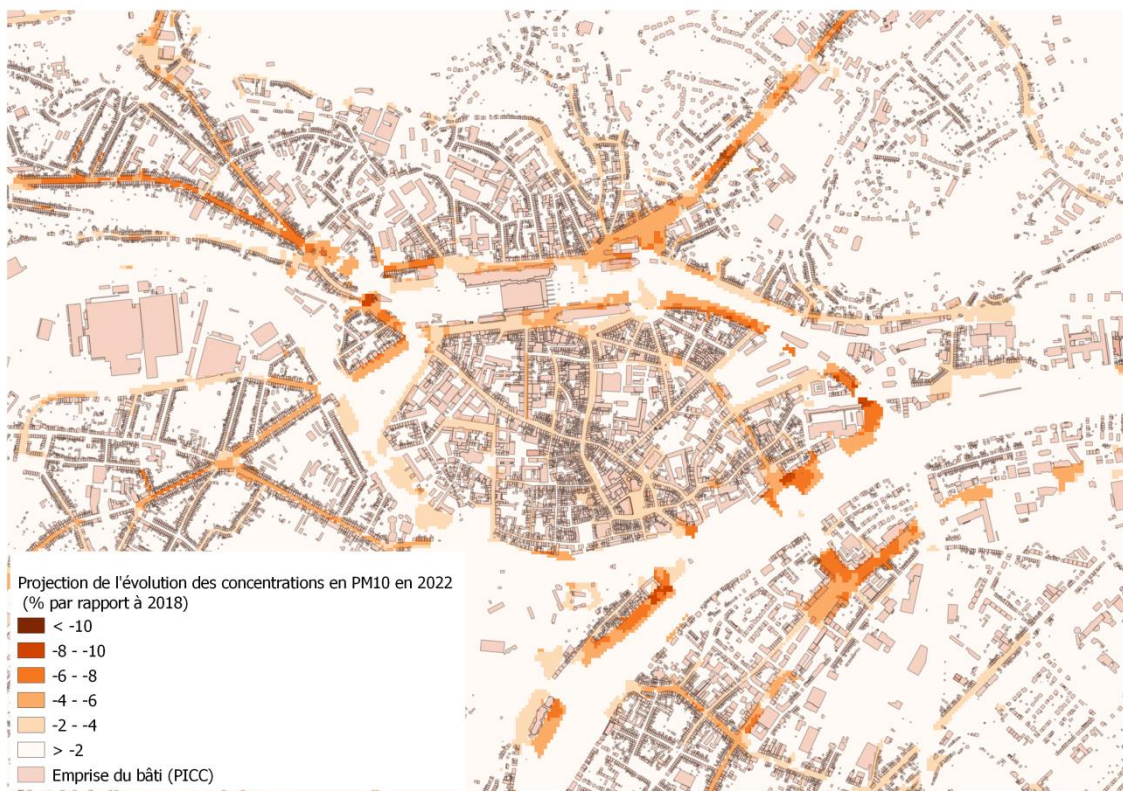 Projection de l'évolution des concentrations en PM10 en 2022
(% par rapport à 2018)
< -10
-8 - -10
-6 - -8
-4 - -6
-2 - -4
> -2
Emprise du bâti (PICC)